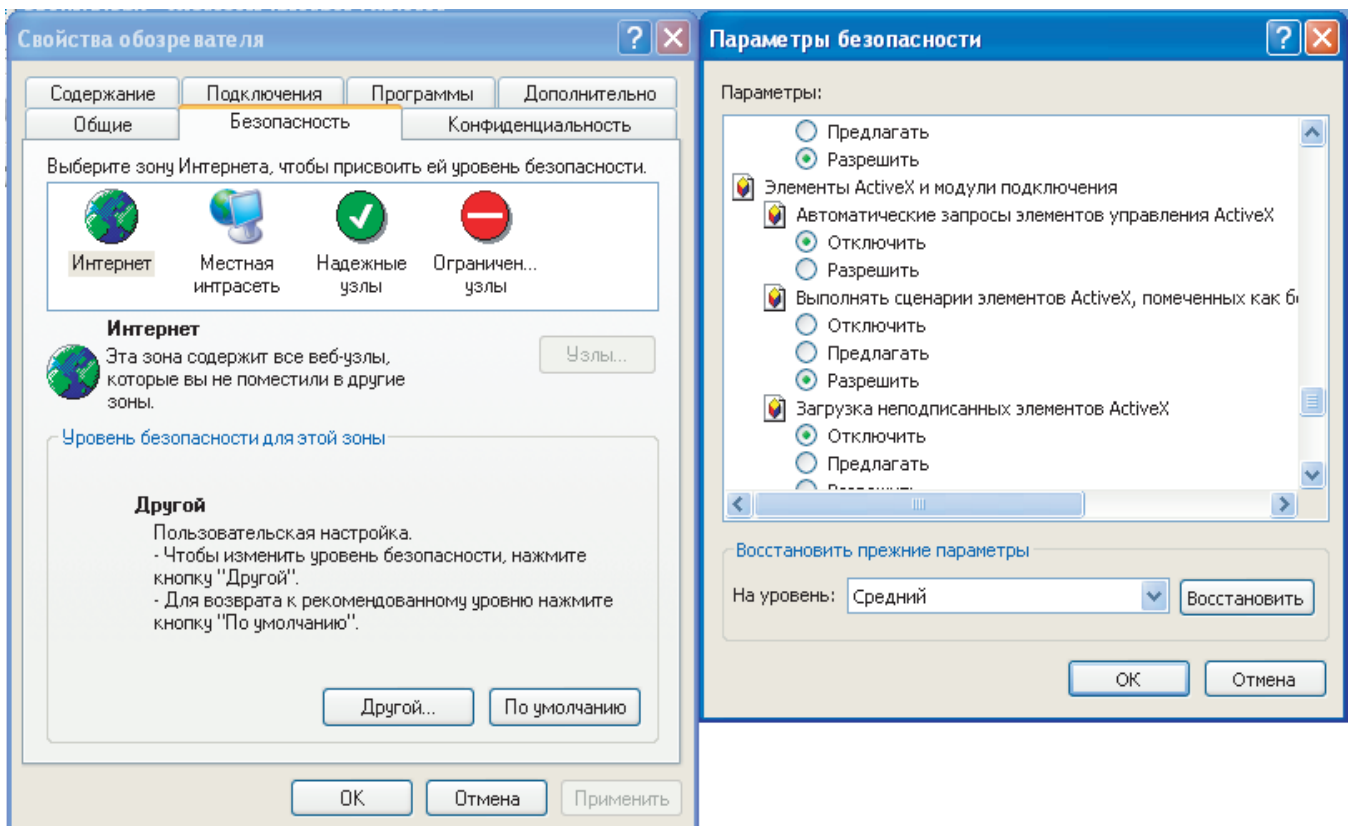 Свойства обозревателя
Содержание
Подключения
Программы
Дополнительно
Общие
Безопасность
Конфиденциальность
Выберите зону Интернета, чтобы присвоить ей уровень безопасности.
Интернет
Местная
интрасеть
Надежные
узлы
Ограничен...
узлы
Интернет
Эта зона содержит все веб-узлы,
которые вы не поместили в другие
зоны.
Узлы...
Уровень безопасности для этой зоны
Другой
Пользовательская настройка.
- Чтобы изменить уровень безопасности, нажмите
кнопку "Другой".
- Для возврата к рекомендованному уровню нажмите
кнопку "По умолчанию".
Другой...
По умолчанию
OK
Отмена
Применить
Параметры безопасности
Параметры:
Предлагать
Разрешить
Элементы ActiveX и модули подключения
Автоматические запросы элементов управления ActiveX
Отключить
Разрешить
Выполнять сценарии элементов ActiveX, помеченных как
Отключить
Предлагать
Разрешить
Загрузка неподписанных элементов ActiveX
Отключить
Предлагать
Восстановить прежние параметры
На уровень:
Средний
Восстановить
OK
Отмена